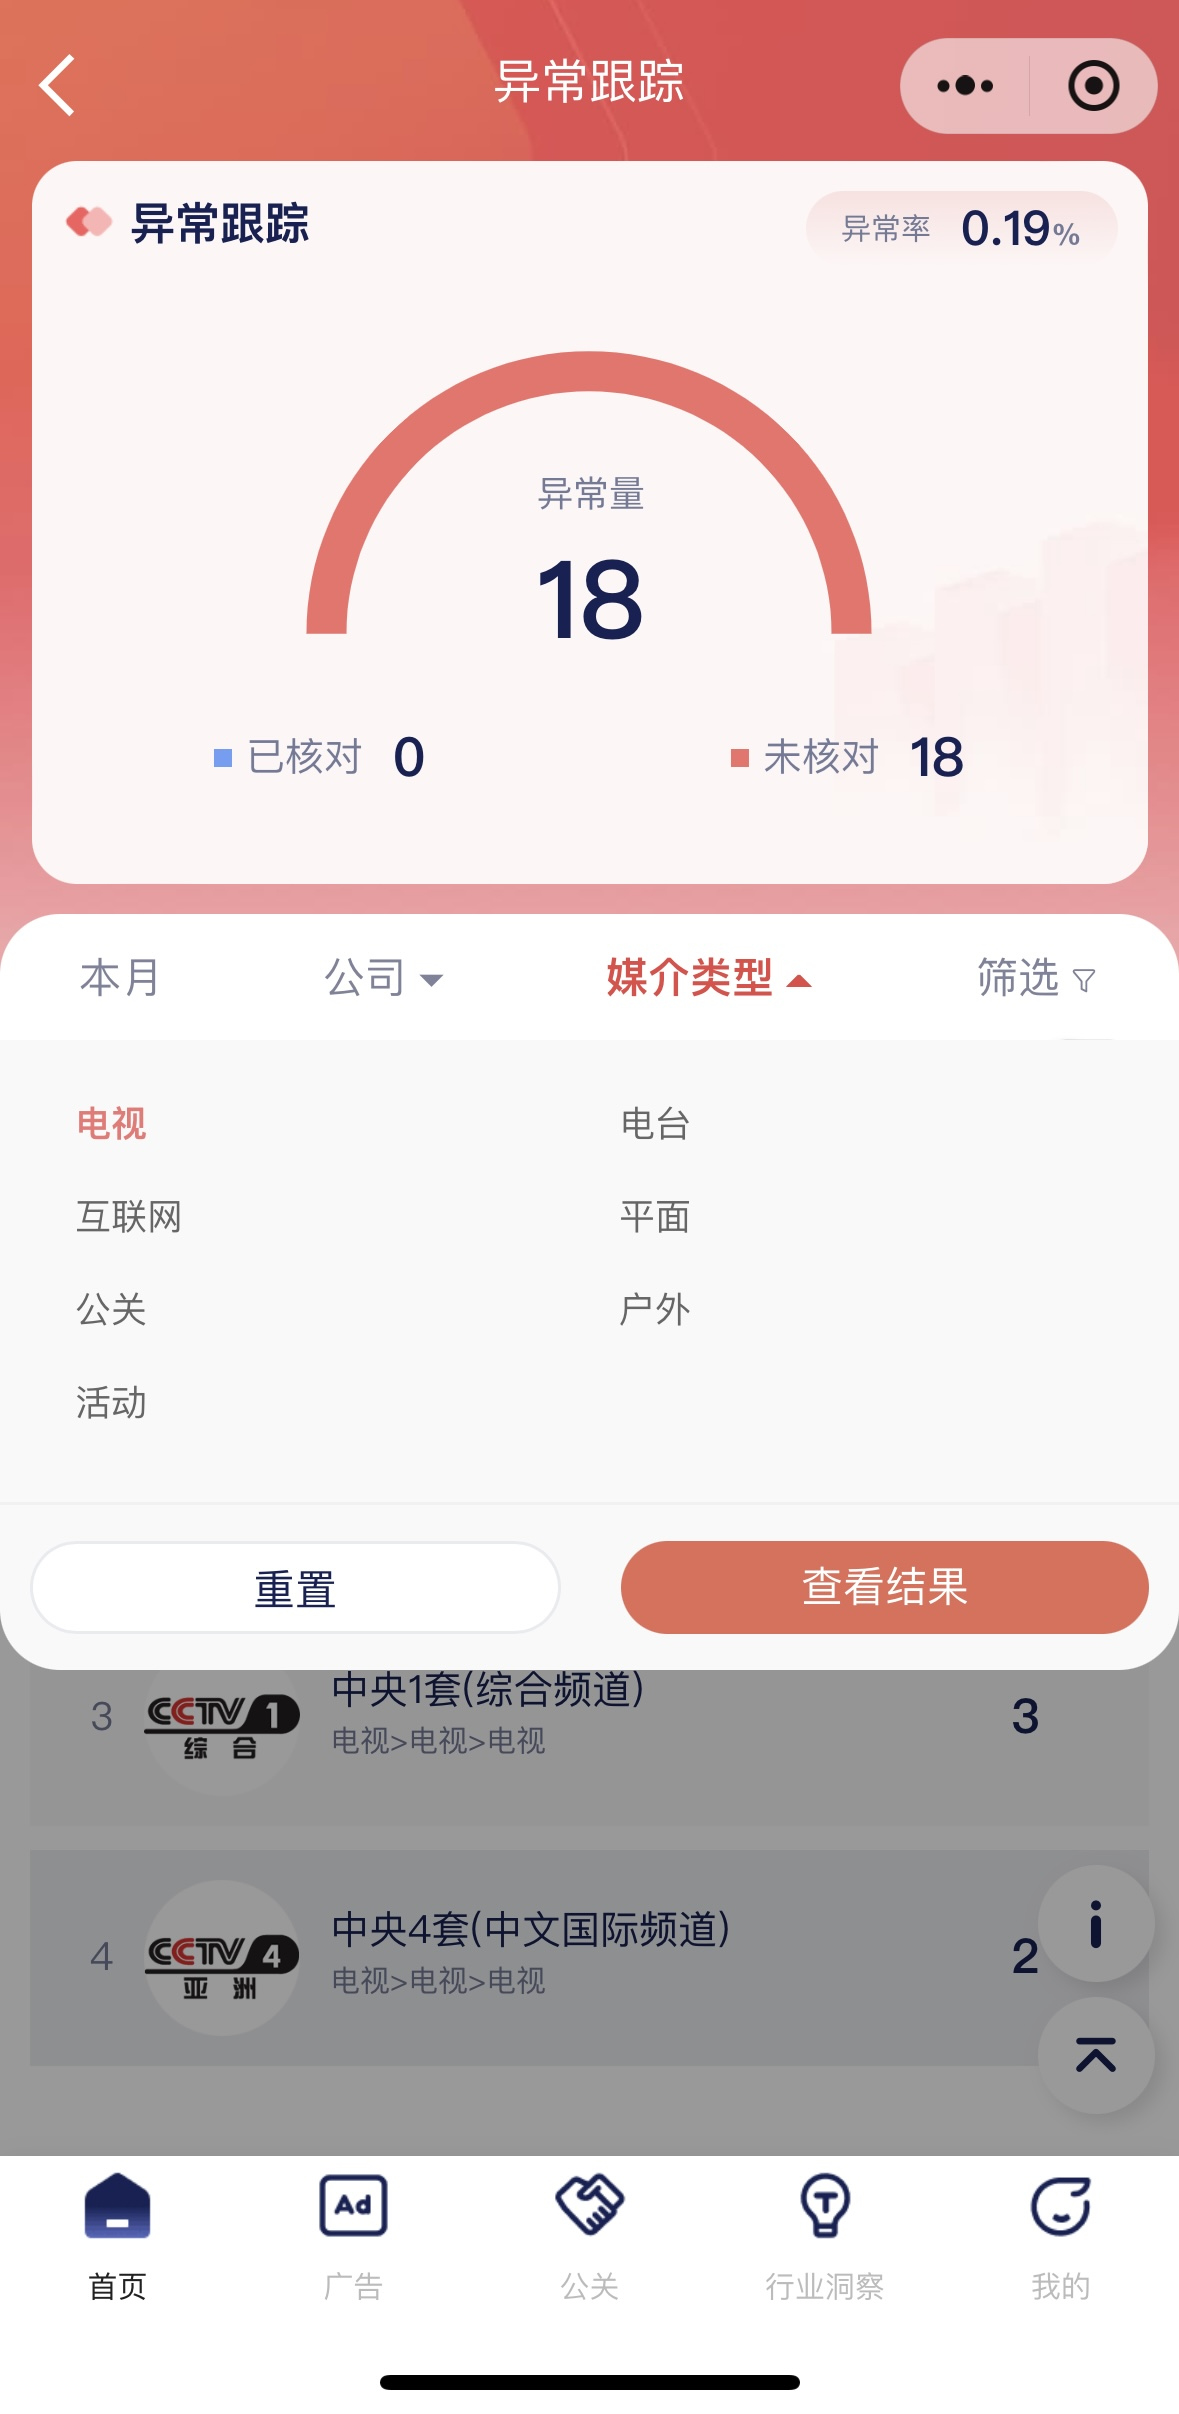 异常跟踪
异常跟踪
异常率 0.19%
异常量
18
已核对 0 未核对 18
本月 公司 媒介类型 筛选
电视 电台
互联网 平面
公关 户外
活动
重置 查看结果
3 CCTV 1 综合 中央1套(综合频道) 3
电视>电视>电视
4 CCTV 4 亚洲 中央4套(中文国际频道) 2
电视>电视>电视
Ad
首页 广告 公关 行业洞察 我的